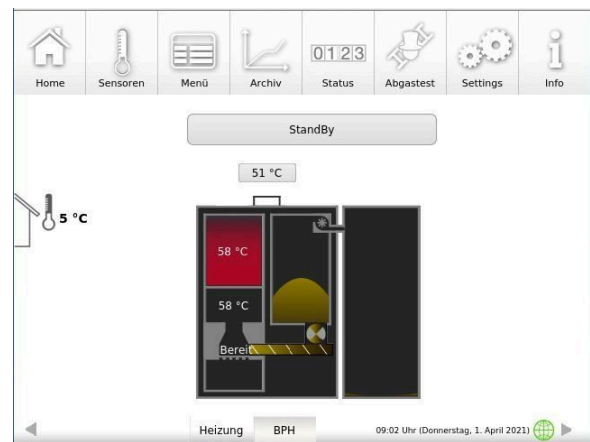 Home Sensoren Menü Archiv 0123 Status Abgastest Settings Info
StandBy
51 °C
5 °C
58 °C
58 °C
Bereit
Heizung BPH 09:02 Uhr (Donnerstag, 1. April 2021)